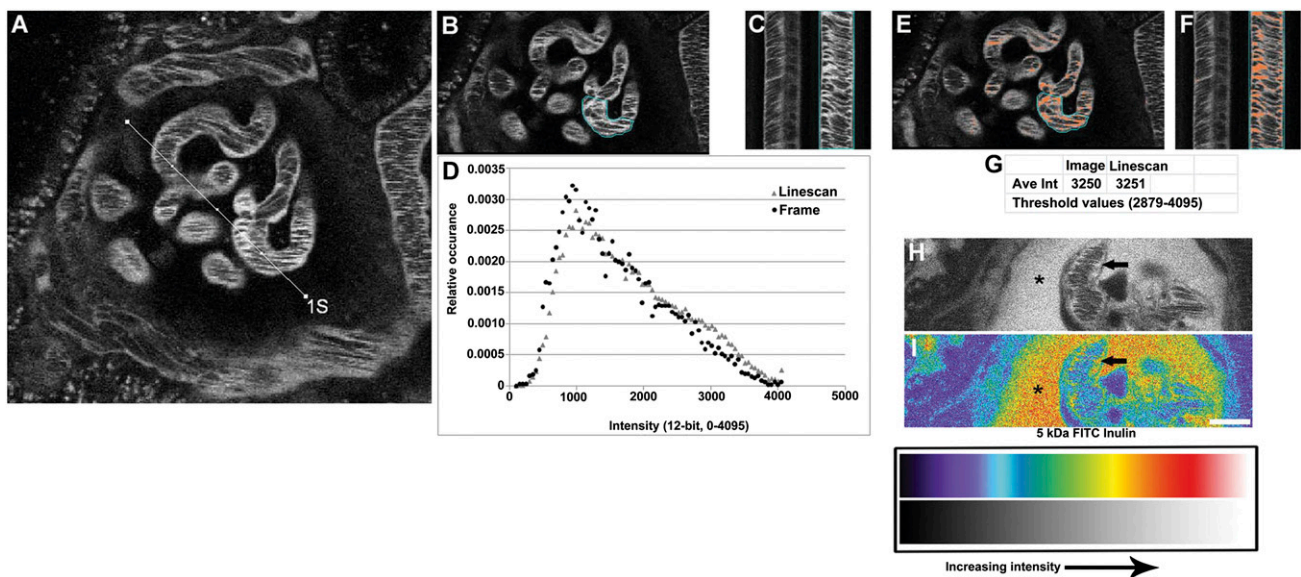 A
1S
B
C
D
0.0035
0.0030
0.0025
0.0020
0.0015
0.0010
0.0005
0
Relative occurance
Linescan
Frame
0 1000 2000 3000 4000 5000
Intensity (12-bit, 0-4095)
E
F
G
Image Linescan
Ave Int 3250 3251
Threshold values (2879-4095)
H
*
I
*
5 kDa FITC Inulin
Increasing intensity